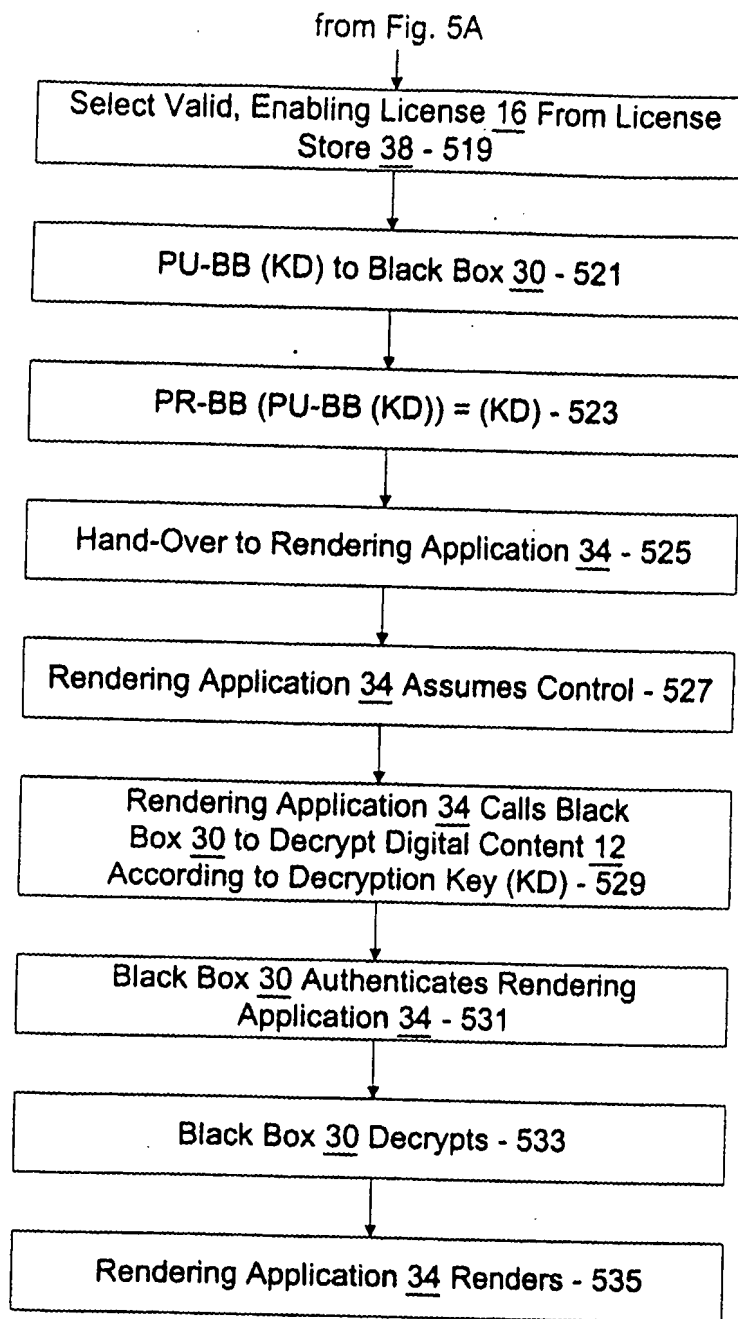 from Fig. 5A
Select Valid, Enabling License 16 From License
Store 38 - 519
PU-BB (KD) to Black Box 30 - 521
PR-BB (PU-BB (KD)) = (KD) - 523
Hand-Over to Rendering Application 34 - 525
Rendering Application 34 Assumes Control - 527
Rendering Application 34 Calls Black
Box 30 to Decrypt Digital Content 12
According to Decryption Key (KD) - 529
Black Box 30 Authenticates Rendering
Application 34 - 531
Black Box 30 Decrypts - 533
Rendering Application 34 Renders - 535